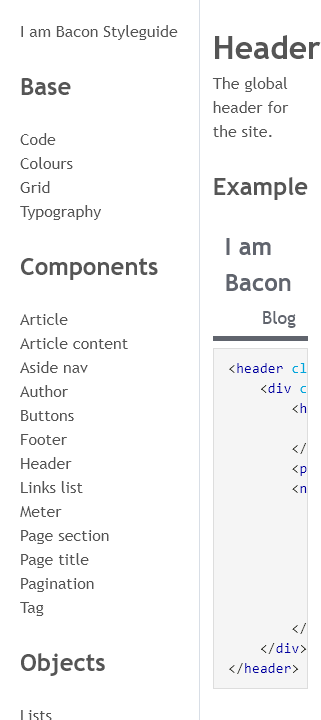 I am Bacon Styleguide
Base
Code
Colours
Grid
Typography
Components
Article
Article content
Aside nav
Author
Buttons
Footer
Header
Links list
Meter
Page section
Page title
Pagination
Tag
Objects
Lists
Header
The global
header for
the site.
Example
I am
Bacon
Blog
<header cl
<div c
<h
</
<p
<n
</
</div>
</header>